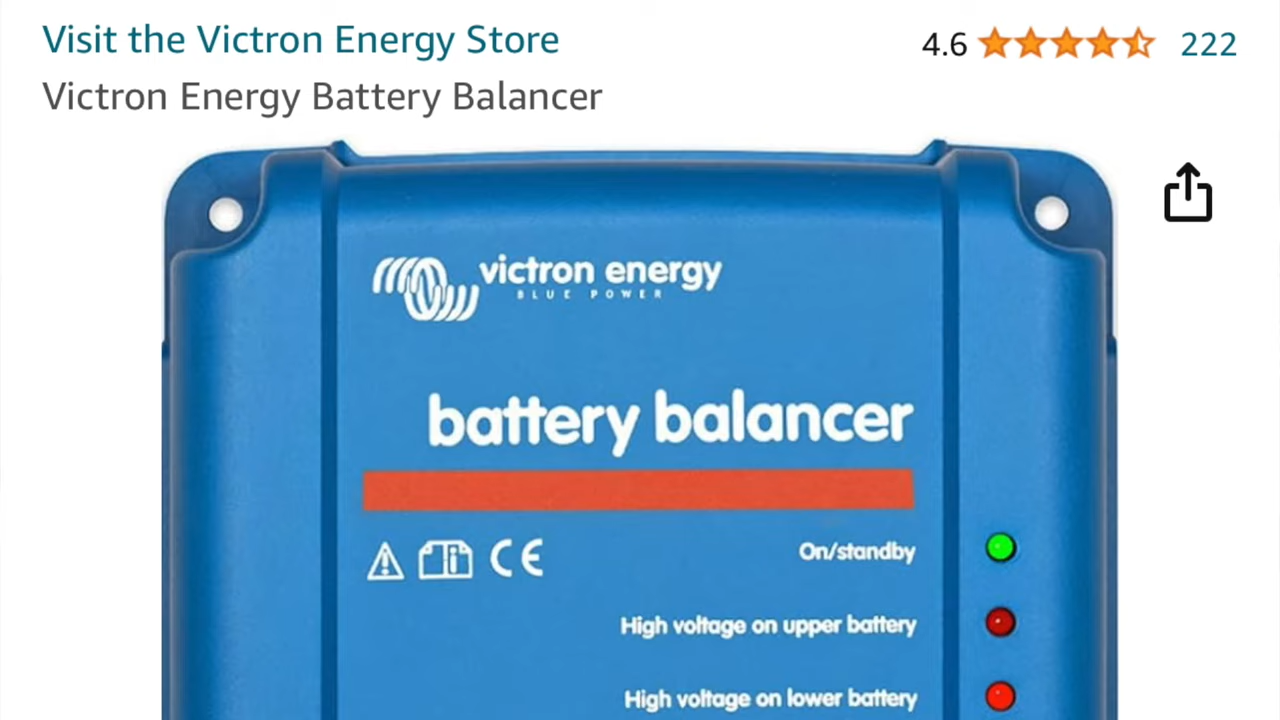 Visit the Victron Energy Store
4.6
222
Victron Energy Battery Balancer
victron energy
BLUE POWER
battery balancer
CE
On/standby
High voltage on upper battery
High voltage on lower battery